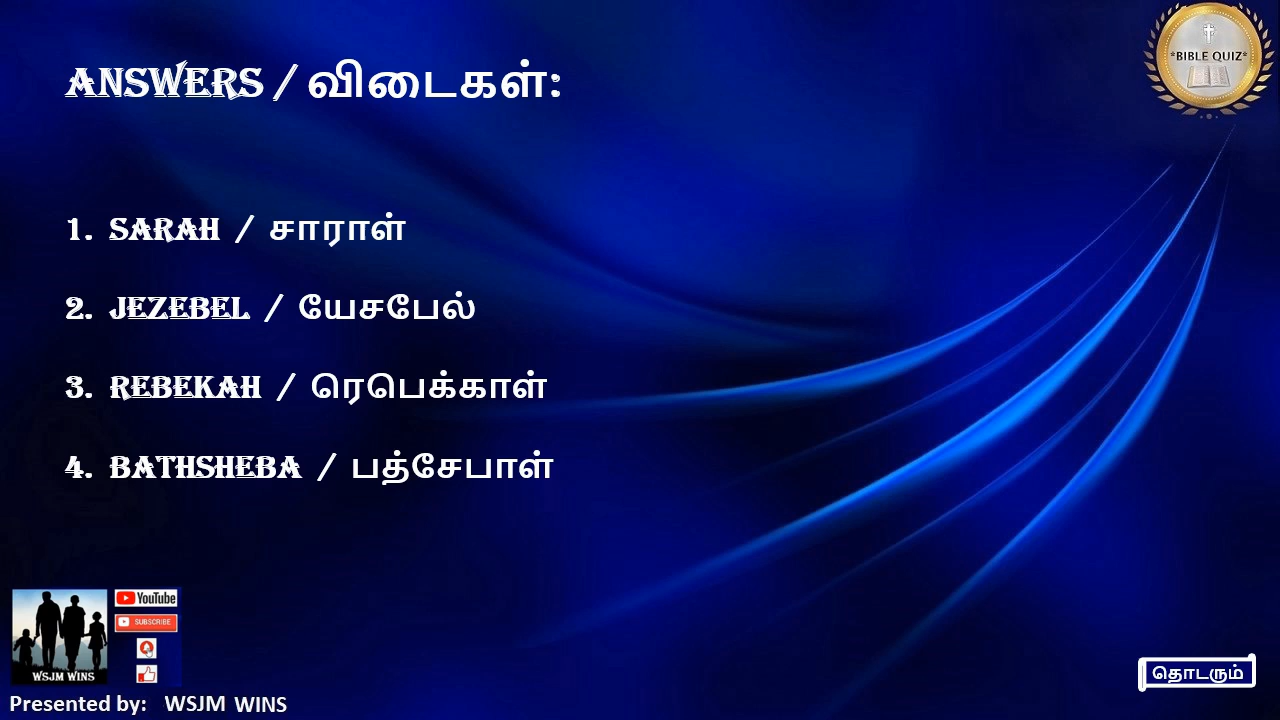 ANSWERS / விடைகள்:
*BIBLE QUIZ*
1. SARAH / சாராள்
2. JEZEBEL / யேசபேல்
3. REBEKAH / ரெபெக்காள்
4. BATHSHEBA / பத்சேபாள்
YouTube
SUBSCRIBE
WSJM WINS
தொடரும்
Presented by: WSJM WINS